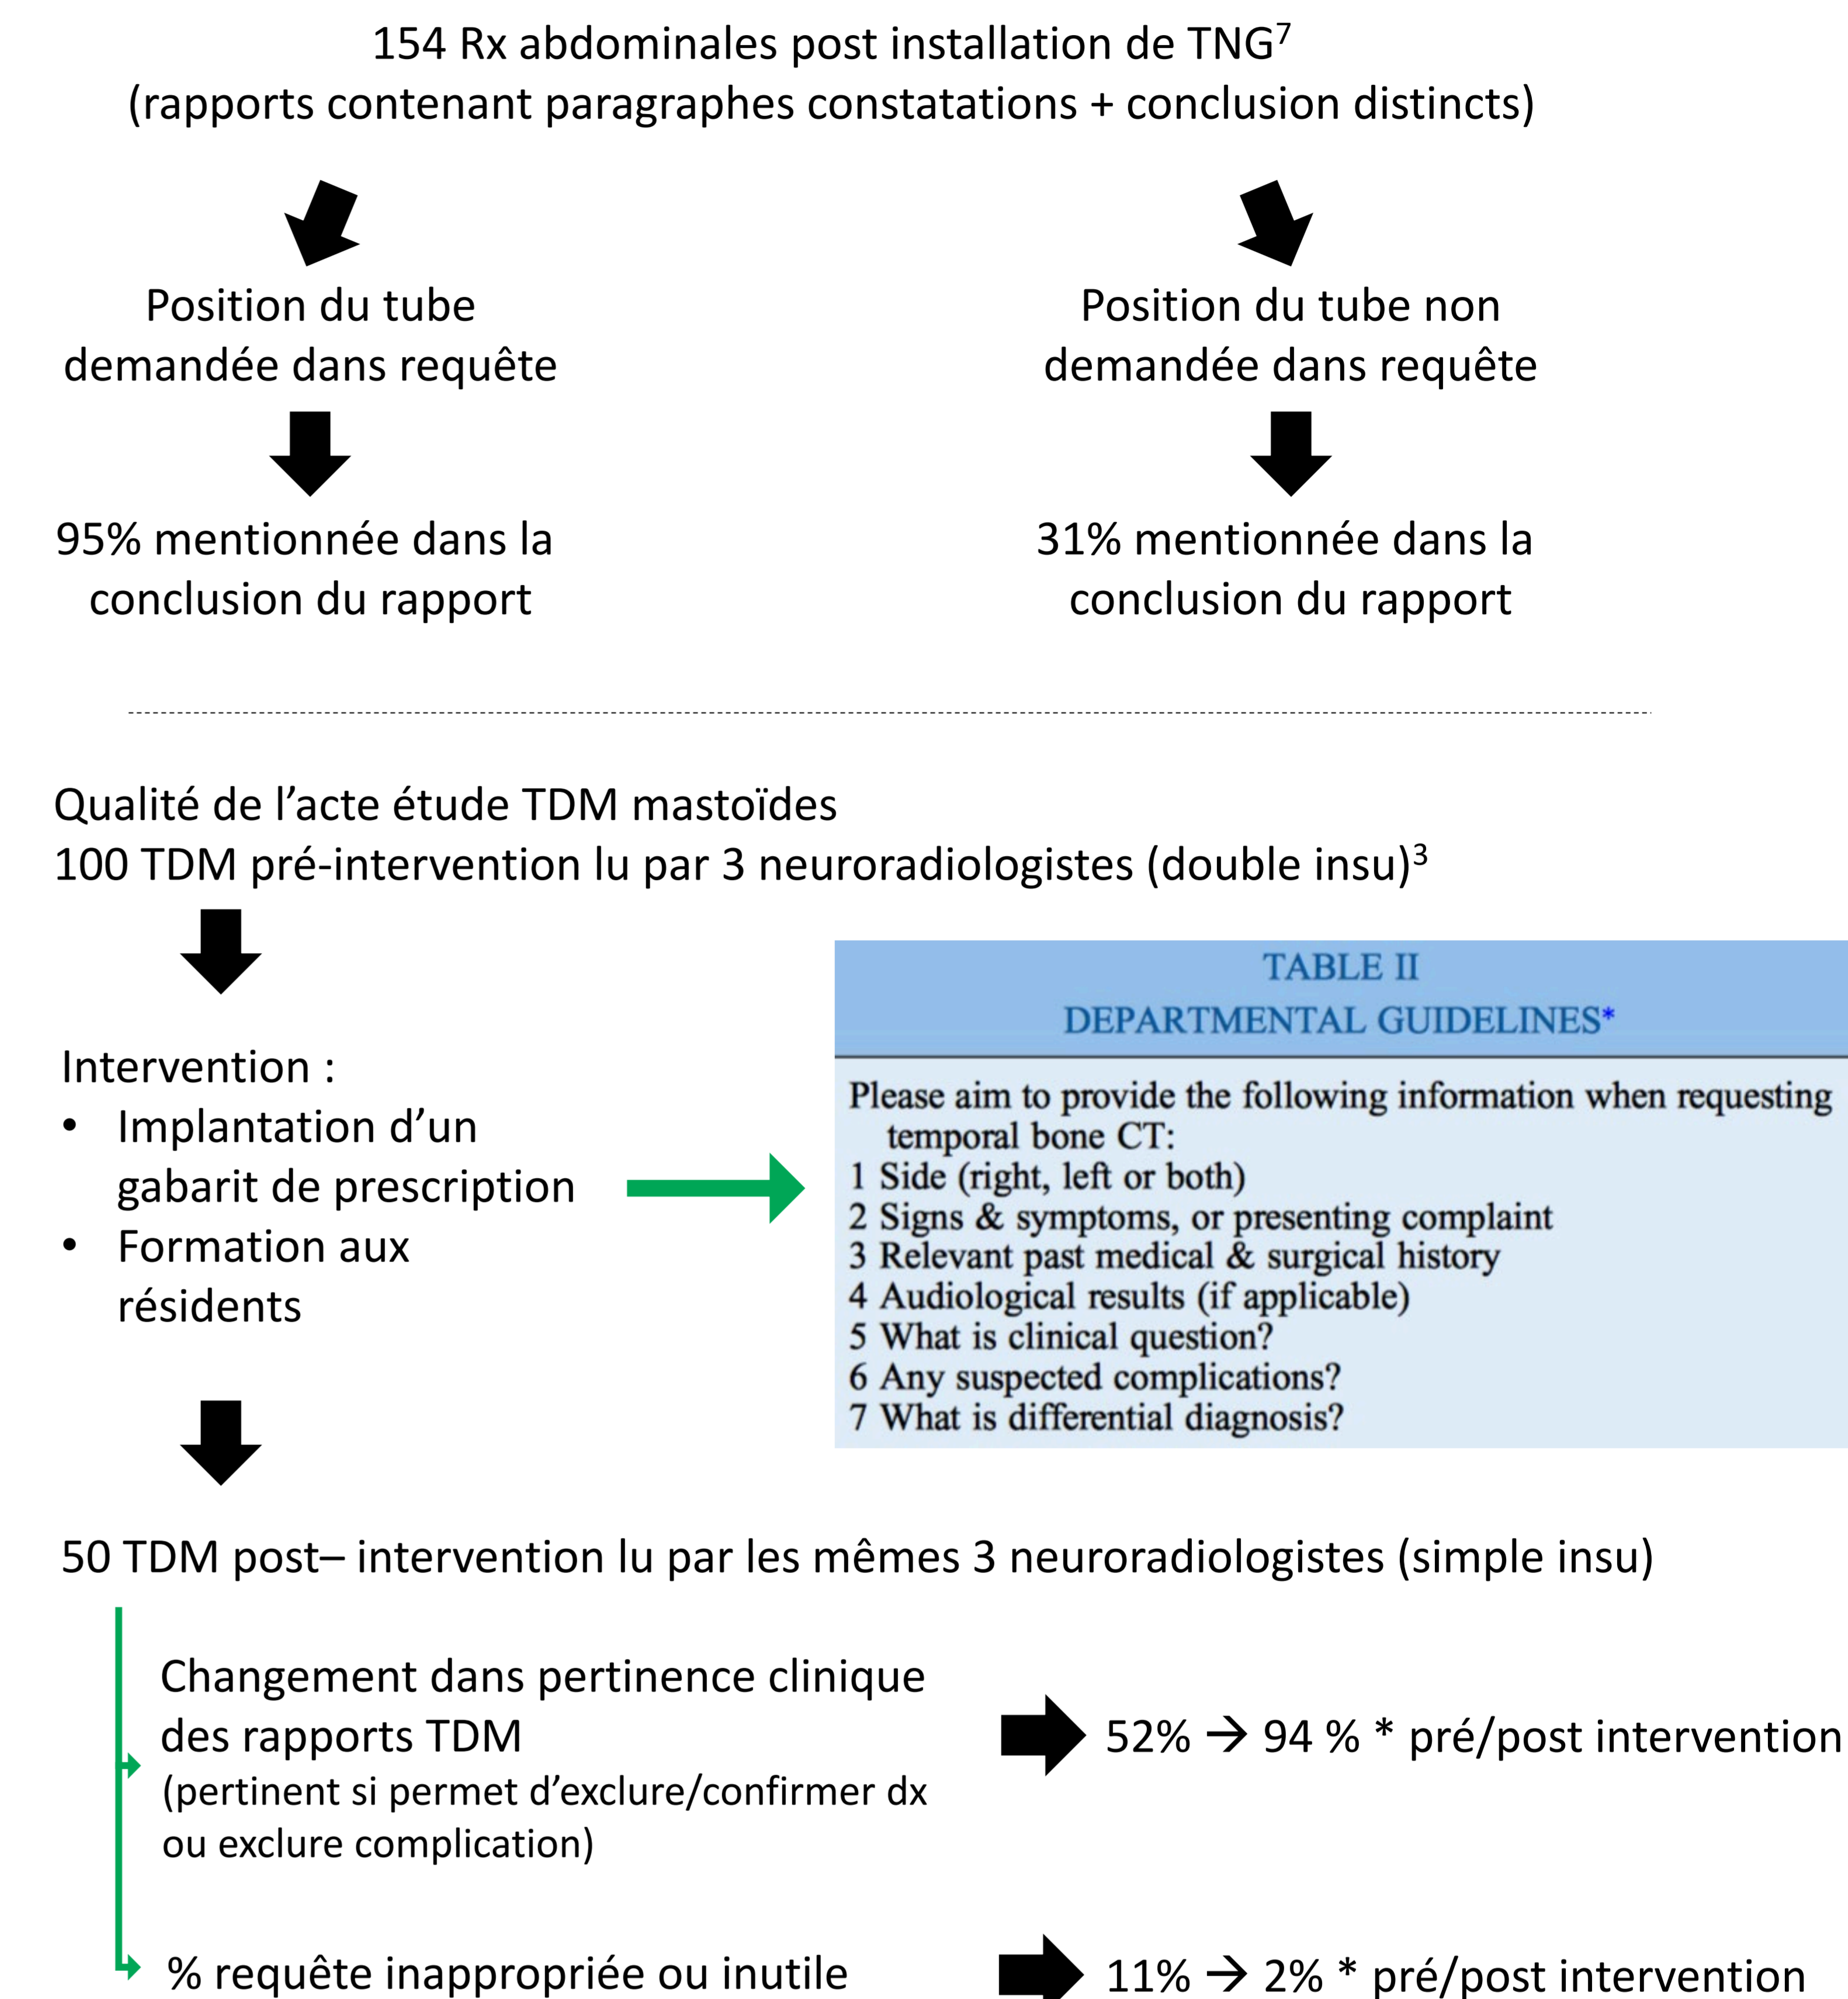 154 Rx abdominales post installation de TNG⁷
(rapports contenant paragraphes constatations + conclusion distincts)
Position du tube
demandée dans requête
95% mentionnée dans la
conclusion du rapport
Position du tube non
demandée dans requête
31% mentionnée dans la
conclusion du rapport
Qualité de l’acte étude TDM mastoïdes
100 TDM pré-intervention lu par 3 neuroradiologistes (double insu)³
Intervention :
• Implantation d’un
gabarit de prescription
• Formation aux
résidents
TABLE II
DEPARTMENTAL GUIDELINES*
Please aim to provide the following information when requesting
temporal bone CT:
1 Side (right, left or both)
2 Signs & symptoms, or presenting complaint
3 Relevant past medical & surgical history
4 Audiological results (if applicable)
5 What is clinical question?
6 Any suspected complications?
7 What is differential diagnosis?
50 TDM post– intervention lu par les mêmes 3 neuroradiologistes (simple insu)
Changement dans pertinence clinique
des rapports TDM
(pertinent si permet d’exclure/confirmer dx
ou exclure complication)
52% → 94 % * pré/post intervention
% requête inappropriée ou inutile
11% → 2% * pré/post intervention